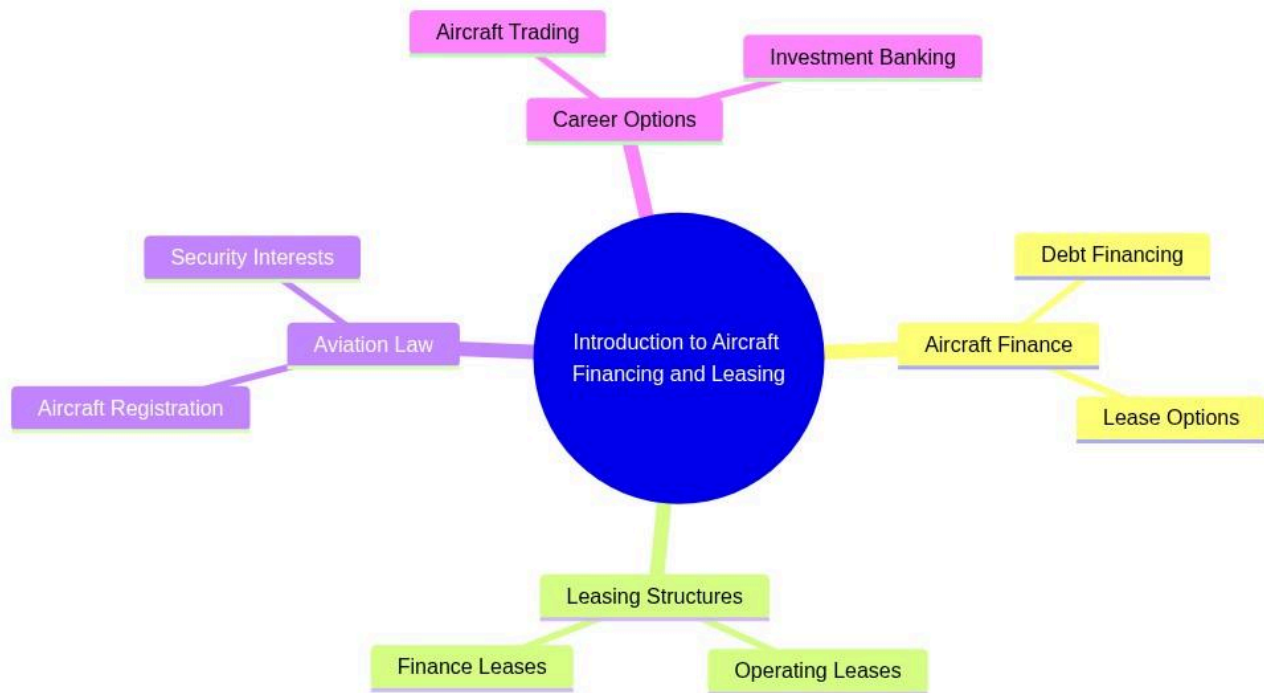 Aircraft Trading
Investment Banking
Career Options
Security Interests
Debt Financing
Aviation Law
Introduction to Aircraft
Financing and Leasing
Aircraft Finance
Aircraft Registration
Lease Options
Leasing Structures
Finance Leases
Operating Leases